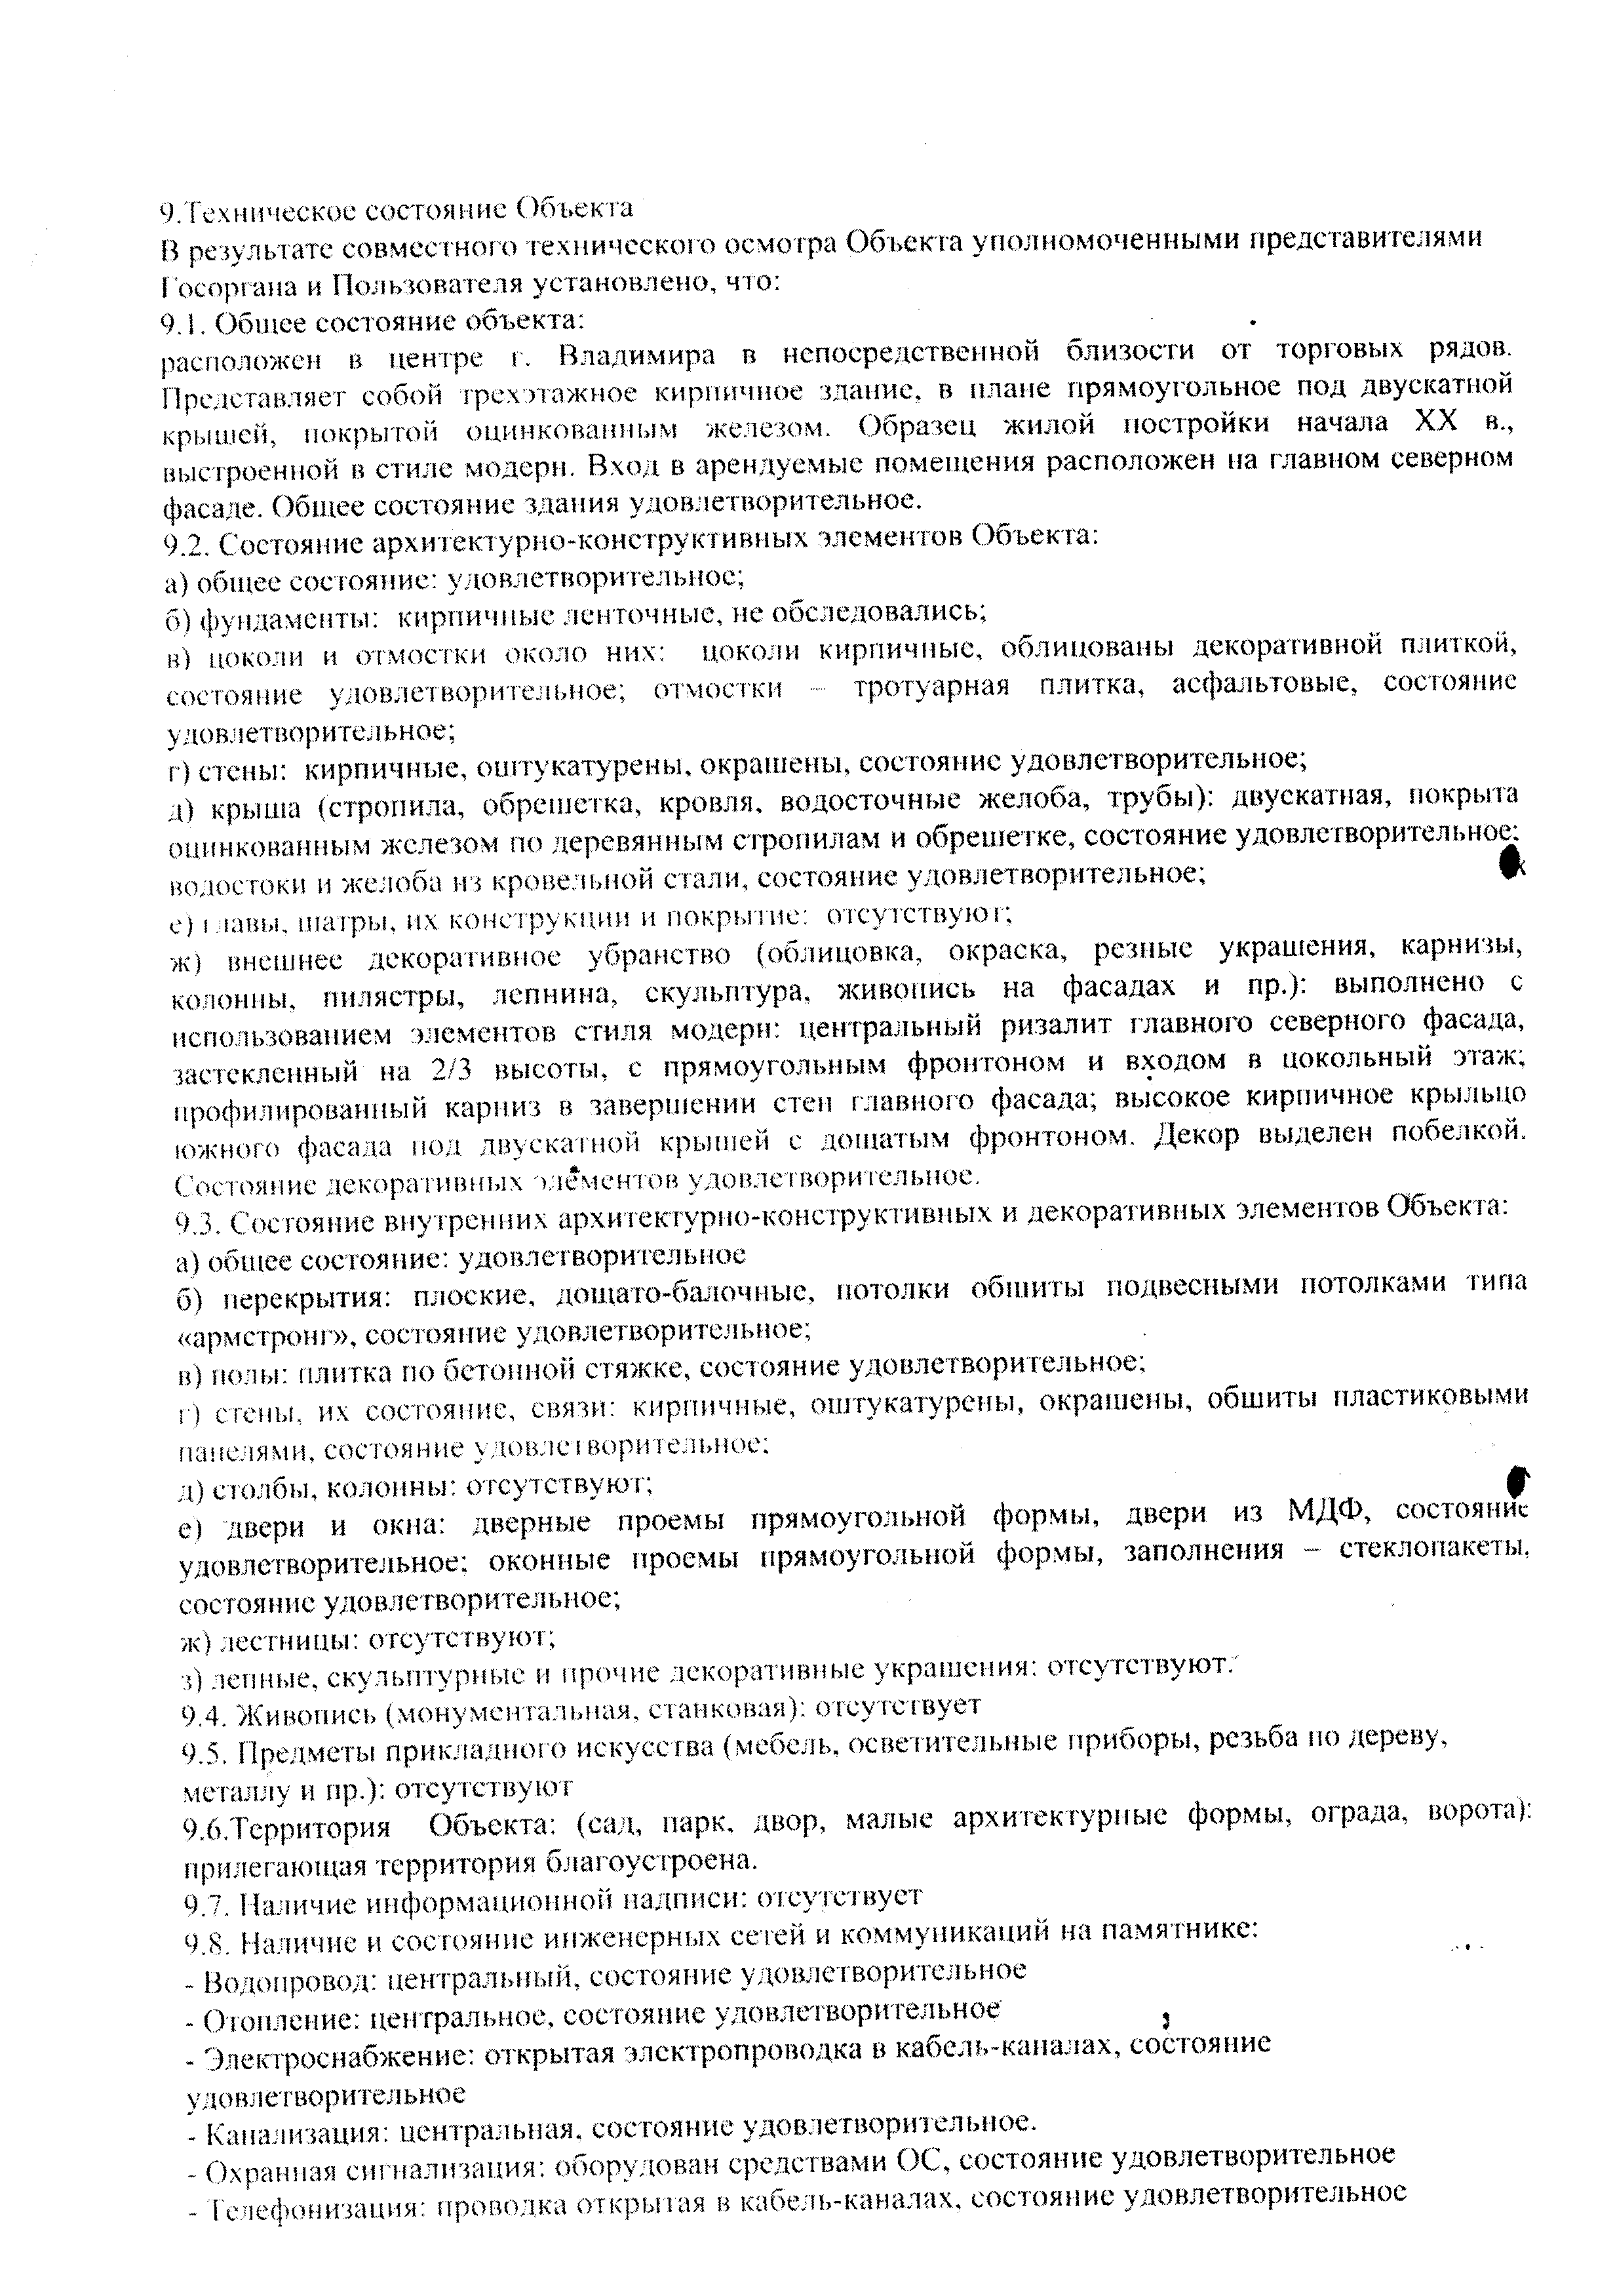 9.Техническое состояние Объекта
В результате совместного технического осмотра Объекта уполномоченными представителями
Госоргана и Пользователя установлено, что:
9.1. Общее состояние объекта:
расположен в центре г. Владимира в непосредственной близости от торговых рядов.
Представляет собой трехэтажное кирпичное здание, в плане прямоугольное под двускатной
крышей, покрытой оцинкованным железом. Образец жилой постройки начала XX в.,
выстроенной в стиле модерн. Вход в арендуемые помещения расположен на главном северном
фасаде. Общее состояние здания удовлетворительное.
9.2. Состояние архитектурно-конструктивных элементов Объекта:
а) общее состояние: удовлетворительное;
б) фундаменты: кирпичные ленточные, не обследовались;
в) цоколи и отмостки около них: цоколи кирпичные, облицованы декоративной плиткой,
состояние удовлетворительное; отмостки – тротуарная плитка, асфальтовые, состояние
удовлетворительное;
г) стены: кирпичные, оштукатурены, окрашены, состояние удовлетворительное;
д) крыша (стропила, обрешетка, кровля, водосточные желоба, трубы): двускатная, покрыта
оцинкованным железом по деревянным стропилам и обрешетке, состояние удовлетворительное;
водостоки и желоба из кровельной стали, состояние удовлетворительное;
е) главы, шатры, их конструкции и покрытие: отсутствуют;
ж) внешнее декоративное убранство (облицовка, окраска, резные украшения, карнизы,
колонны, пилястры, лепнина, скульптура, живопись на фасадах и пр.): выполнено с
использованием элементов стиля модерн: центральный ризалит главного северного фасада,
застекленный на 2/3 высоты, с прямоугольным фронтоном и входом в цокольный этаж;
профилированный карниз в завершении стен главного фасада; высокое кирпичное крыльцо
южного фасада под двускатной крышей с дощатым фронтоном. Декор выделен побелкой.
Состояние декоративных элементов удовлетворительное.
9.3. Состояние внутренних архитектурно-конструктивных и декоративных элементов Объекта:
а) общее состояние: удовлетворительное
б) перекрытия: плоские, дощато-балочные, потолки обшиты подвесными потолками типа
«армстронг», состояние удовлетворительное;
в) полы: плитка по бетонной стяжке, состояние удовлетворительное;
г) стены, их состояние, связи: кирпичные, оштукатурены, окрашены, обшиты пластиковыми
панелями, состояние удовлетворительное;
д) столбы, колонны: отсутствуют;
е) двери и окна: дверные проемы прямоугольной формы, двери из МДФ, состояние
удовлетворительное; оконные проемы прямоугольной формы, заполнения – стеклопакеты,
состояние удовлетворительное;
ж) лестницы: отсутствуют;
з) лепные, скульптурные и прочие декоративные украшения: отсутствуют.
9.4. Живопись (монументальная, станковая): отсутствует
9.5. Предметы прикладного искусства (мебель, осветительные приборы, резьба по дереву,
металлу и пр.): отсутствуют
9.6.Территория Объекта: (сад, парк, двор, малые архитектурные формы, ограда, ворота):
прилегающая территория благоустроена.
9.7. Наличие информационной надписи: отсутствует
9.8. Наличие и состояние инженерных сетей и коммуникаций на памятнике:
- Водопровод: центральный, состояние удовлетворительное
- Отопление: центральное, состояние удовлетворительное
- Электроснабжение: открытая электропроводка в кабель-каналах, состояние
удовлетворительное
- Канализация: центральная, состояние удовлетворительное.
- Охранная сигнализация: оборудован средствами ОС, состояние удовлетворительное
- Телефонизация: проводка открытая в кабель-каналах, состояние удовлетворительное